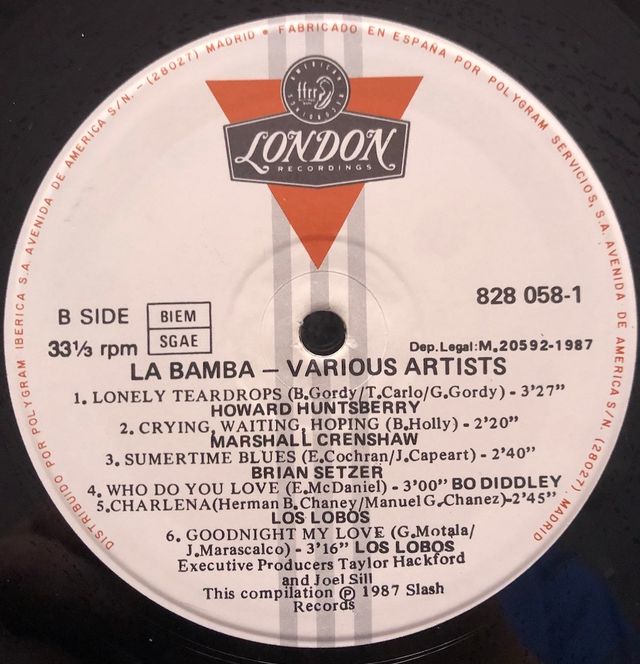 DISTRIBUIDO POR POLYGRAM IBERICA S.A. AVENIDA DE AMERICA S/N. - (28027) MADRID • FABRICADO EN ESPAÑA POR POLYGRAM SERVICIOS, S.A. AVENIDA DE AMERICA S/N. (28027) MADRID
AMERICAN RECORDINGS
ffrr
LONDON
RECORDINGS
B SIDE
BIEM
SGAE
828 058-1
33⅓ rpm
Dep. Legal: M. 20592-1987
LA BAMBA – VARIOUS ARTISTS
1. LONELY TEARDROPS (B.Gordy/T.Carlo/G.Gordy) - 3'27"
HOWARD HUNTSBERRY
2. CRYING, WAITING, HOPING (B.Holly) - 2'20"
MARSHALL CRENSHAW
3. SUMERTIME BLUES (E.Cochran/J.Capeart) - 2'40"
BRIAN SETZER
4. WHO DO YOU LOVE (E.McDaniel) - 3'00" BO DIDDLEY
5. CHARLENA (Herman B. Chaney/Manuel G. Chanez)-2'45"
LOS LOBOS
6. GOODNIGHT MY LOVE (G.Motala/
J.Marascalco) - 3'16" LOS LOBOS
Executive Producers Taylor Hackford
and Joel Sill
This compilation ℗ 1987 Slash
Records